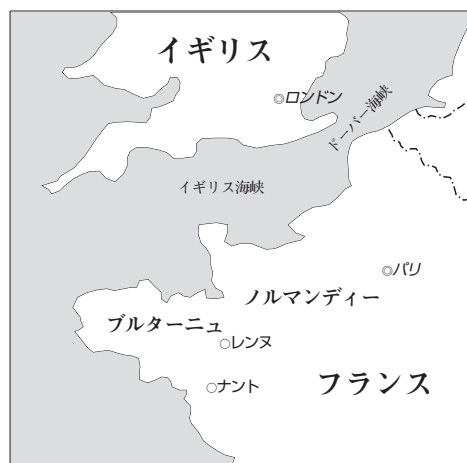 イギリス
◎ロンドン
ドーバー海峡
イギリス海峡
◎パリ
ノルマンディー
ブルターニュ
○レンヌ
○ナント
フランス